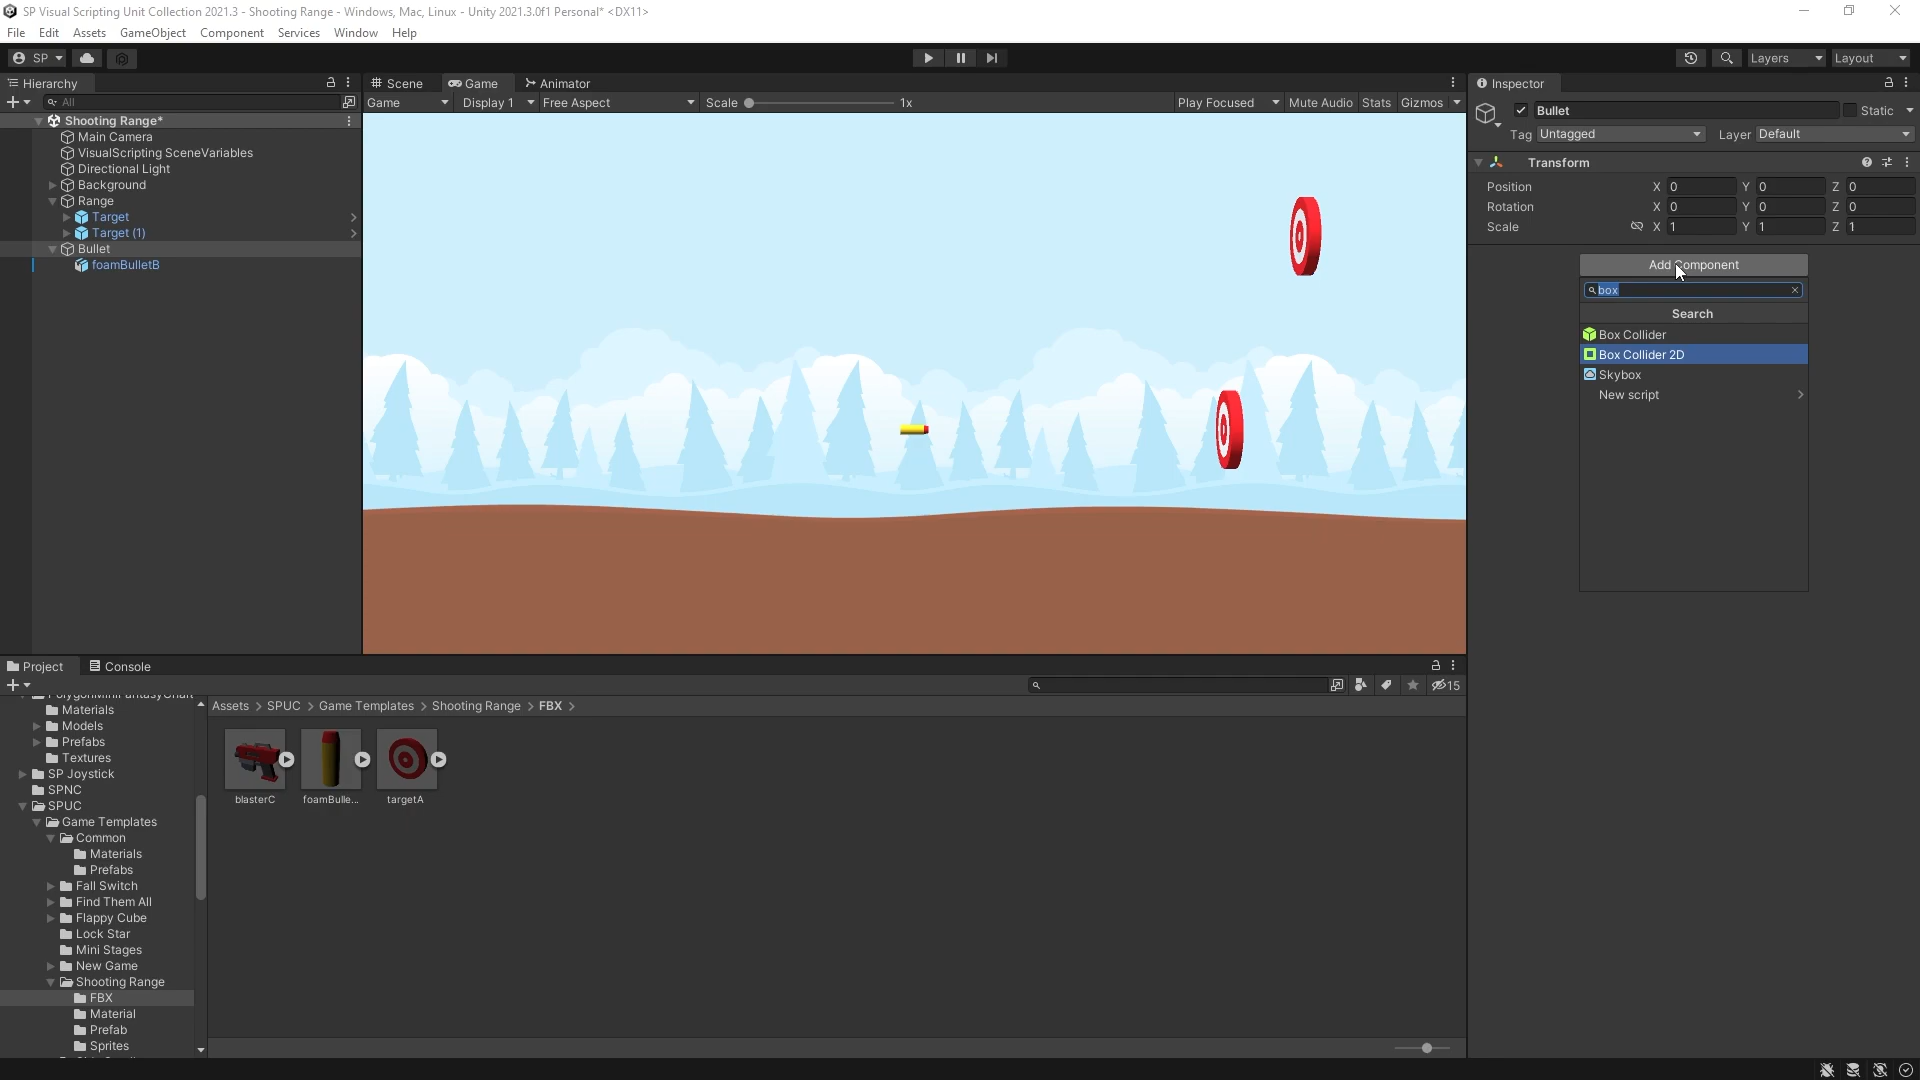 SP Visual Scripting Unit Collection 2021.3 - Shooting Range - Windows, Mac, Linux - Unity 2021.3.0f1 Personal* <DX11>
File Edit Assets GameObject Component Services Window Help
SP Layers Layout
Hierarchy
All
Shooting Range*
Main Camera
VisualScripting SceneVariables
Directional Light
Background
Range
Target
Target (1)
Bullet
foamBulletB
Scene Game Animator
Game Display 1 Free Aspect Scale 1x Play Focused Mute Audio Stats Gizmos
Inspector
Bullet Static
Tag Untagged Layer Default
Transform
Position X 0 Y 0 Z 0
Rotation X 0 Y 0 Z 0
Scale X 1 Y 1 Z 1
Add Component
box
Search
Box Collider
Box Collider 2D
Skybox
New script
Project Console
15
Materials
Models
Prefabs
Textures
SP Joystick
SPNC
SPUC
Game Templates
Common
Materials
Prefabs
Fall Switch
Find Them All
Flappy Cube
Lock Star
Mini Stages
New Game
Shooting Range
FBX
Material
Prefab
Sprites
Assets > SPUC > Game Templates > Shooting Range > FBX >
blasterC foamBulle... targetA